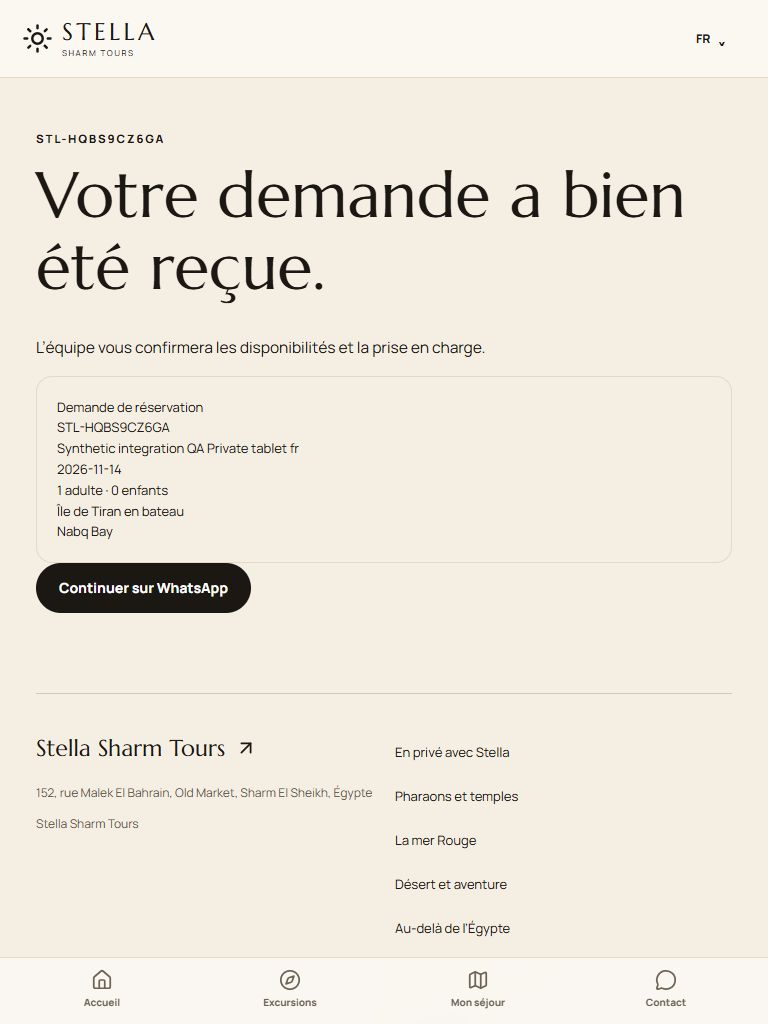 STELLA
SHARM TOURS
FR
STL-HQBS9CZ6GA
Votre demande a bien
été reçue.
L’équipe vous confirmera les disponibilités et la prise en charge.
Demande de réservation
STL-HQBS9CZ6GA
Synthetic integration QA Private tablet fr
2026-11-14
1 adulte · 0 enfants
Île de Tiran en bateau
Nabq Bay
Continuer sur WhatsApp
Stella Sharm Tours
152, rue Malek El Bahrain, Old Market, Sharm El Sheikh, Égypte
Stella Sharm Tours
En privé avec Stella
Pharaons et temples
La mer Rouge
Désert et aventure
Au-delà de l’Égypte
Accueil
Excursions
Mon séjour
Contact